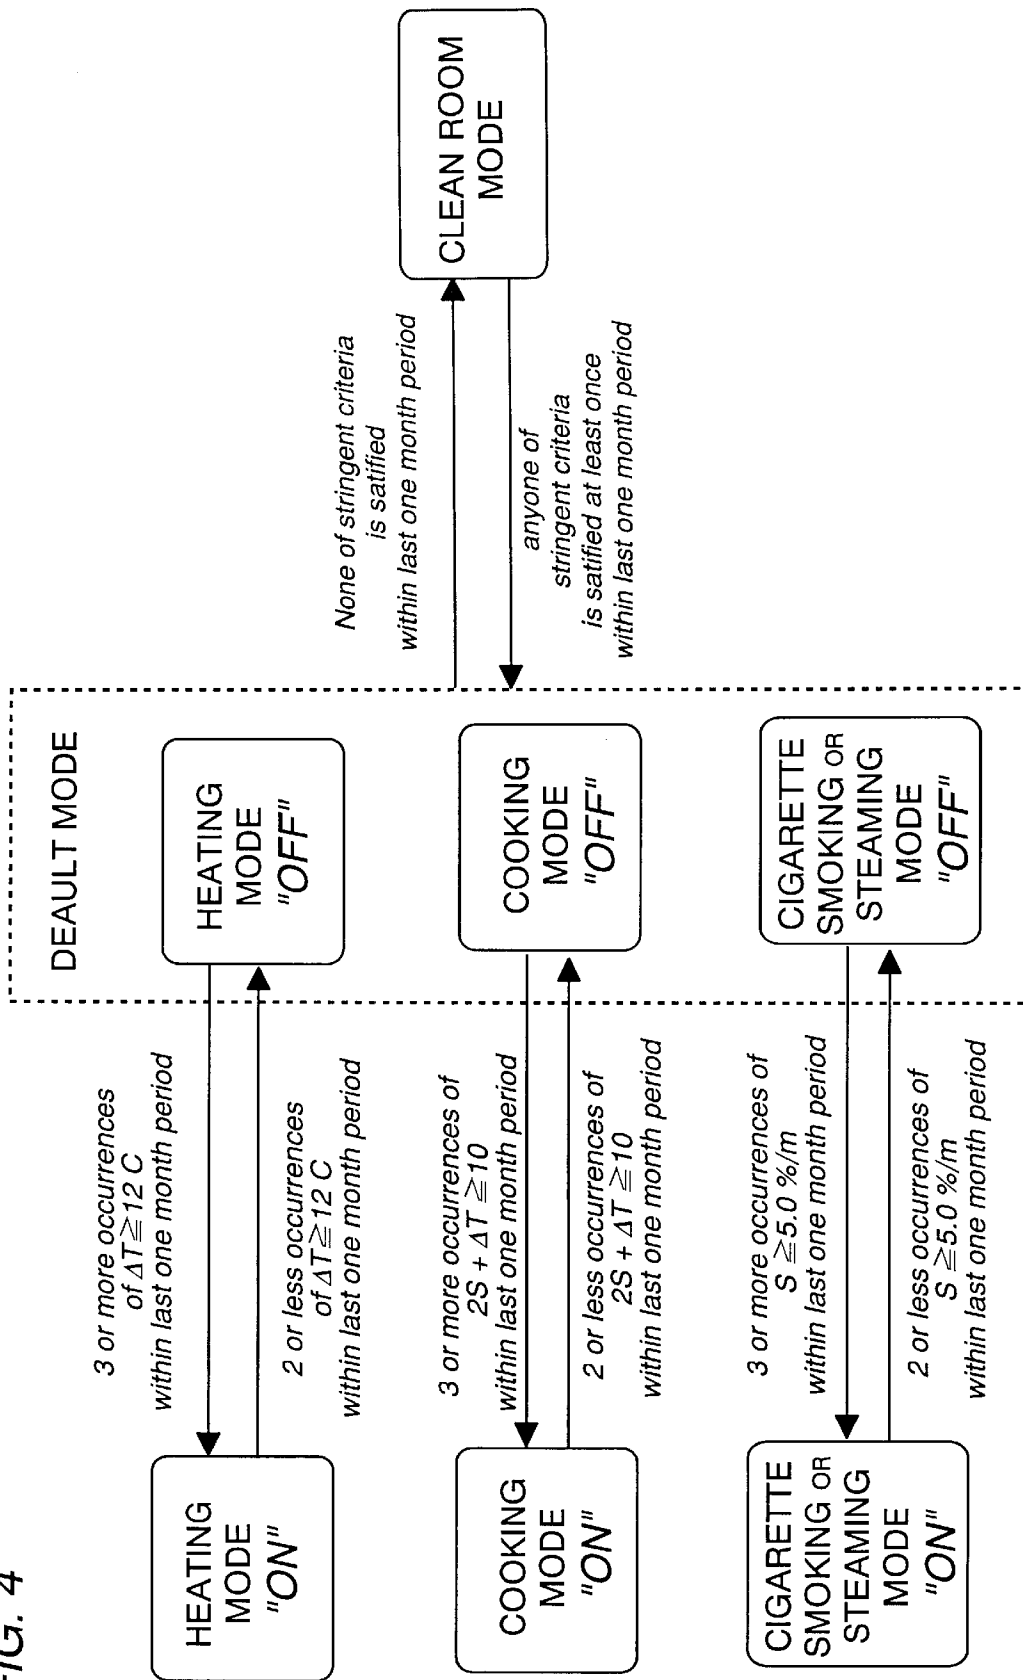 FIG. 4
DEAULT MODE
HEATING
MODE
"ON"
3 or more occurrences
of ΔT≧12 C
within last one month period
2 or less occurrences
of ΔT≧12 C
within last one month period
HEATING
MODE
"OFF"
COOKING
MODE
"ON"
3 or more occurrences of
2S + ΔT ≧10
within last one month period
2 or less occurrences of
2S + ΔT ≧10
within last one month period
COOKING
MODE
"OFF"
CIGARETTE
SMOKING OR
STEAMING
MODE
"ON"
3 or more occurrences of
S ≧5.0 %/m
within last one month period
2 or less occurrences of
S ≧5.0 %/m
within last one month period
CIGARETTE
SMOKING OR
STEAMING
MODE
"OFF"
None of stringent criteria
is satified
within last one month period
anyone of
stringent criteria
is satified at least once
within last one month period
CLEAN ROOM
MODE